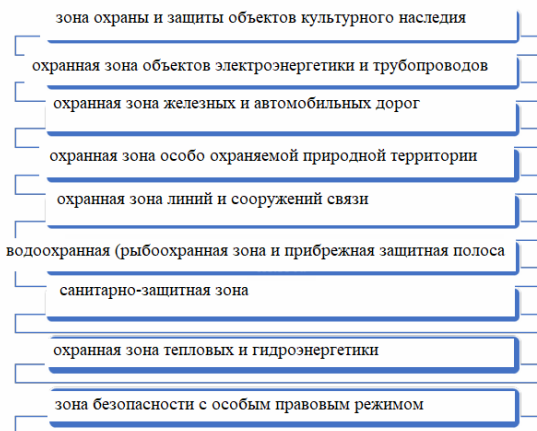 зона охраны и защиты объектов культурного наследия
охранная зона объектов электроэнергетики и трубопроводов
охранная зона железных и автомобильных дорог
охранная зона особо охраняемой природной территории
охранная зона линий и сооружений связи
водоохранная (рыбоохранная зона и прибрежная защитная полоса
санитарно-защитная зона
охранная зона тепловых и гидроэнергетики
зона безопасности с особым правовым режимом